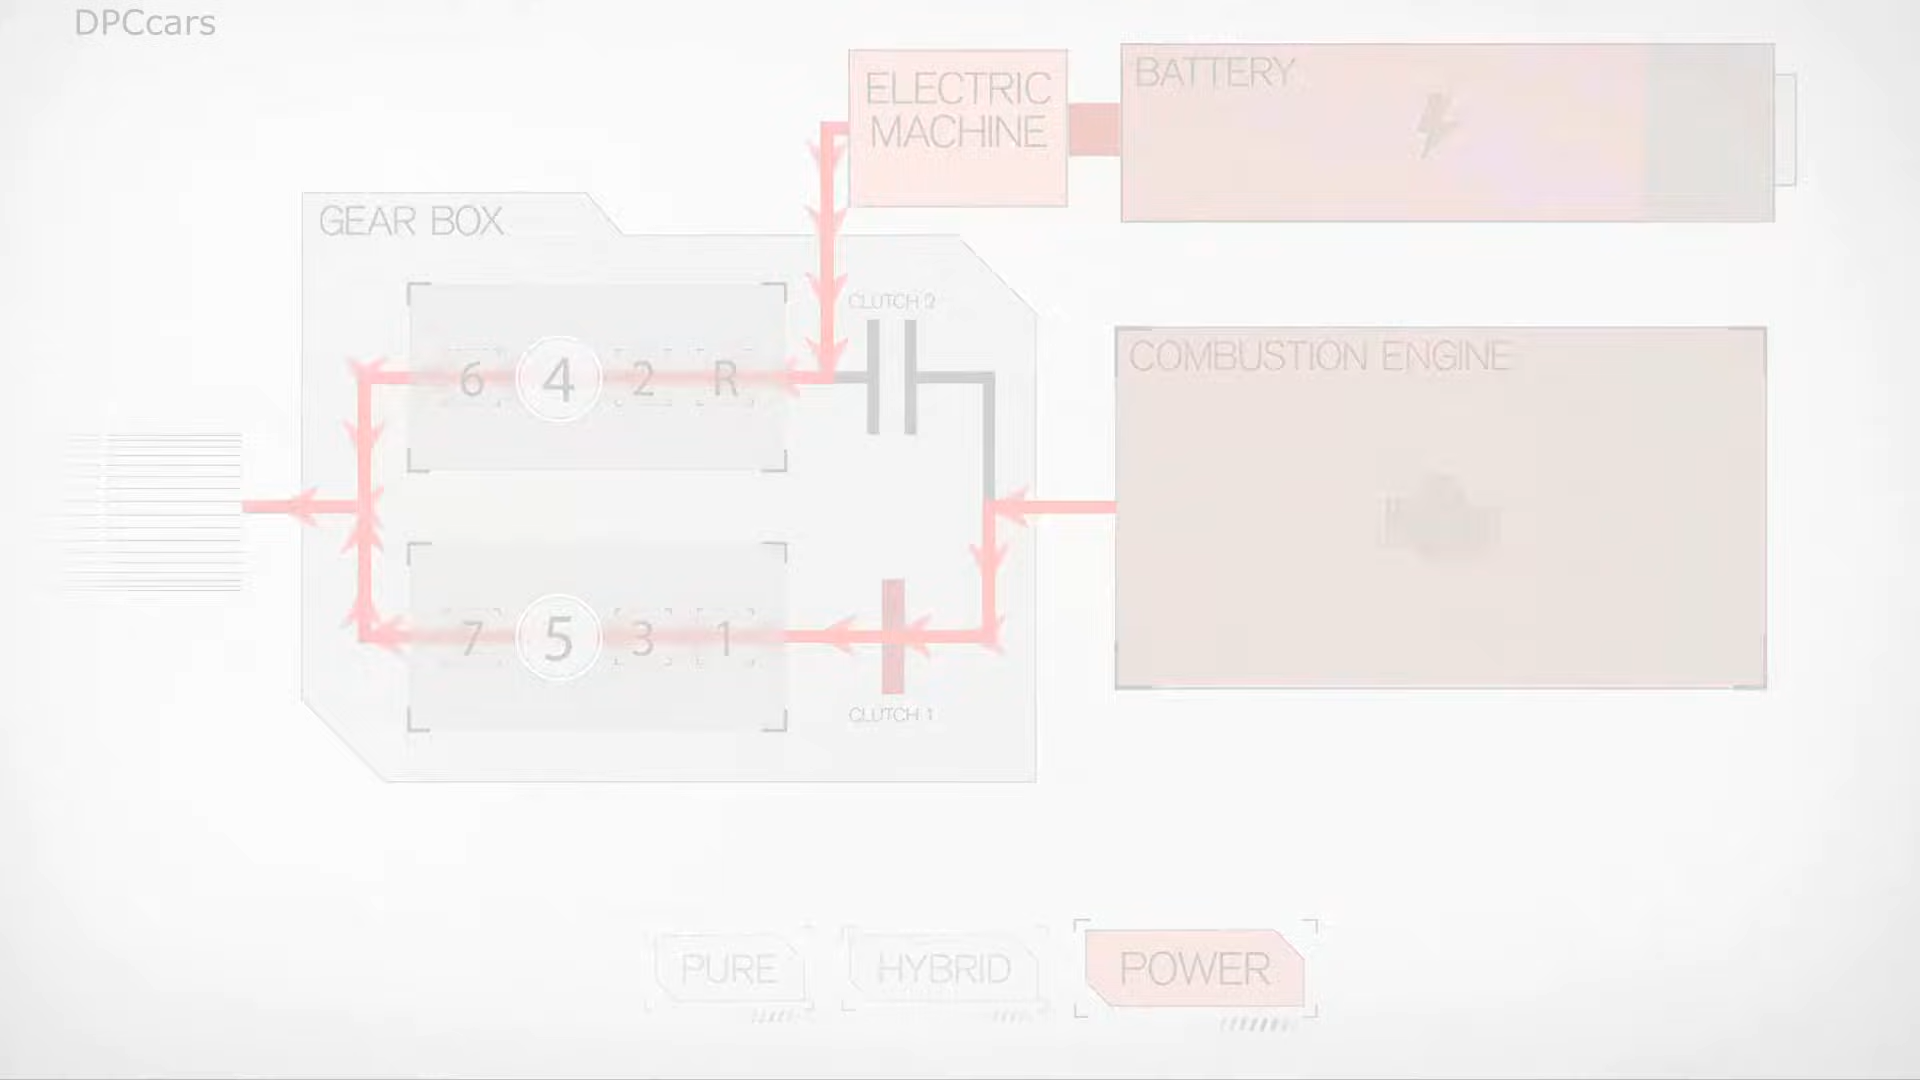 DPCcars
ELECTRIC
MACHINE
BATTERY
GEAR BOX
CLUTCH 2
6 4 2 R
COMBUSTION ENGINE
7 5 3 1
CLUTCH 1
PURE
HYBRID
POWER